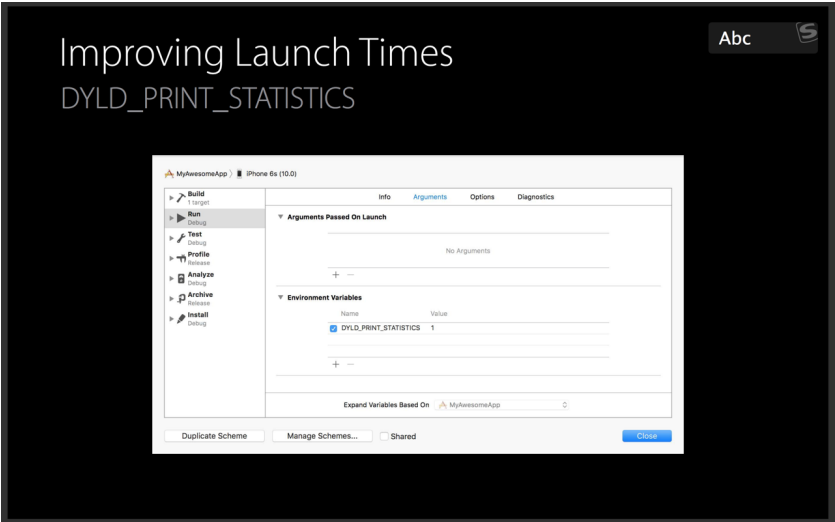 Improving Launch Times
Abc
DYLD_PRINT_STATISTICS
MyAwesomeApp 〉 iPhone 6s (10.0)
Build
1 target
Run
Debug
Test
Debug
Profile
Release
Analyze
Debug
Archive
Release
Install
Debug
Info Arguments Options Diagnostics
Arguments Passed On Launch
No Arguments
+ −
Environment Variables
Name Value
DYLD_PRINT_STATISTICS 1
+ −
Expand Variables Based On MyAwesomeApp
Duplicate Scheme Manage Schemes... Shared Close